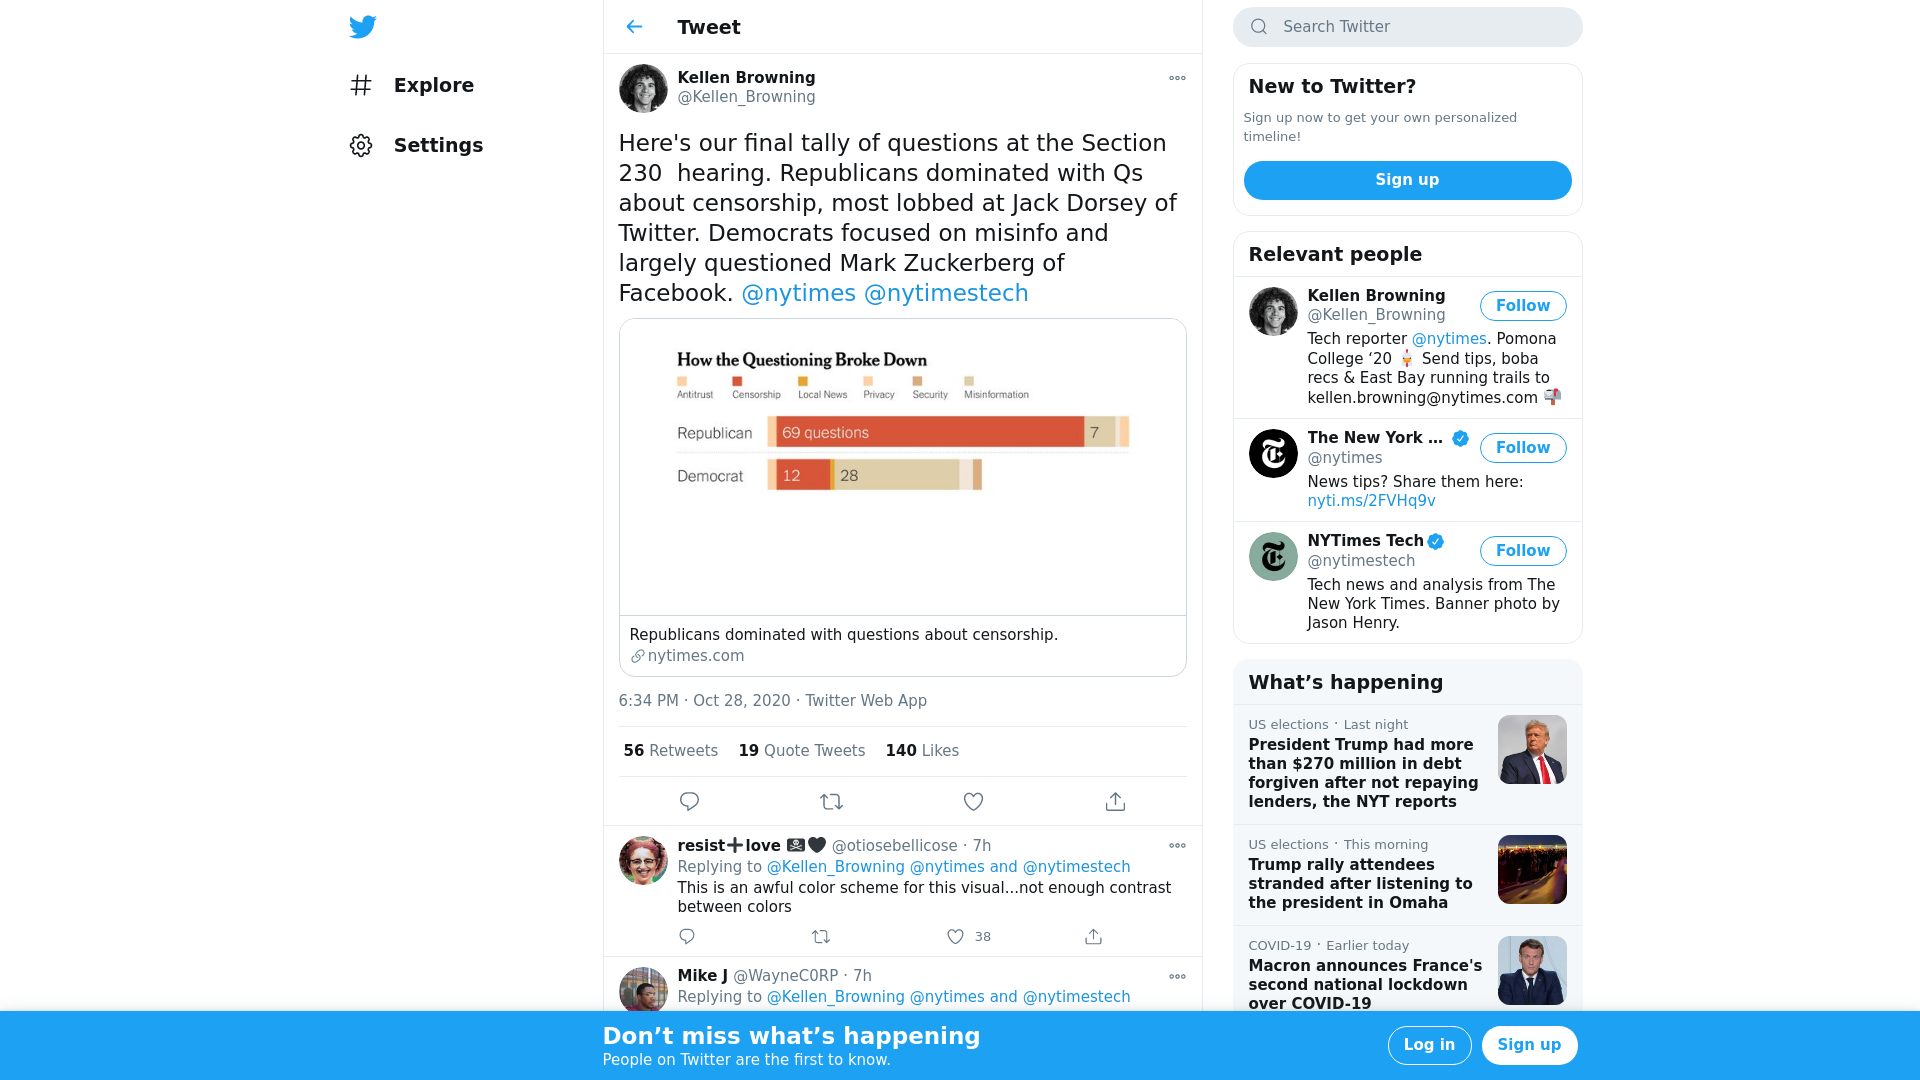 Explore
Settings
Tweet
Kellen Browning
@Kellen_Browning
Here's our final tally of questions at the Section
230 hearing. Republicans dominated with Qs
about censorship, most lobbed at Jack Dorsey of
Twitter. Democrats focused on misinfo and
largely questioned Mark Zuckerberg of
Facebook. @nytimes @nytimestech
How the Questioning Broke Down
Antitrust Censorship Local News Privacy Security Misinformation
Republican 69 questions 7
Democrat 12 28
Republicans dominated with questions about censorship.
nytimes.com
6:34 PM · Oct 28, 2020 · Twitter Web App
56 Retweets 19 Quote Tweets 140 Likes
resist➕love 🏴‍☠️🖤 @otiosebellicose · 7h
Replying to @Kellen_Browning @nytimes and @nytimestech
This is an awful color scheme for this visual...not enough contrast
between colors
38
Mike J @WayneC0RP · 7h
Replying to @Kellen_Browning @nytimes and @nytimestech
Search Twitter
New to Twitter?
Sign up now to get your own personalized
timeline!
Sign up
Relevant people
Kellen Browning
@Kellen_Browning
Follow
Tech reporter @nytimes. Pomona
College ‘20 Send tips, boba
recs & East Bay running trails to
kellen.browning@nytimes.com 📬
The New York ...
@nytimes
Follow
News tips? Share them here:
nyti.ms/2FVHq9v
NYTimes Tech
@nytimestech
Follow
Tech news and analysis from The
New York Times. Banner photo by
Jason Henry.
What’s happening
US elections · Last night
President Trump had more
than $270 million in debt
forgiven after not repaying
lenders, the NYT reports
US elections · This morning
Trump rally attendees
stranded after listening to
the president in Omaha
COVID-19 · Earlier today
Macron announces France's
second national lockdown
over COVID-19
Don’t miss what’s happening
People on Twitter are the first to know.
Log in
Sign up